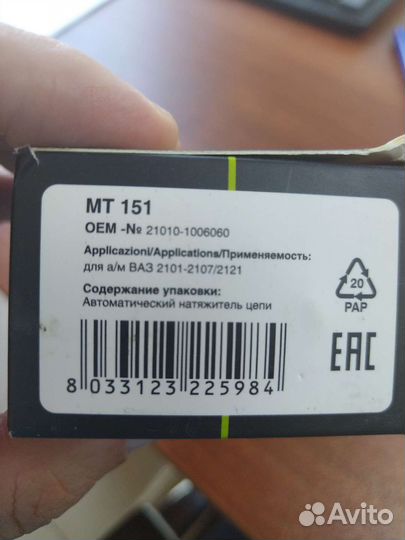 MT 151
OEM -№ 21010-1006060
Applicazioni/Applications/Применяемость:
для а/м ВАЗ 2101-2107/2121
Содержание упаковки:
Автоматический натяжитель цепи
8 033123 225984
20
PAP
EAC
Avito